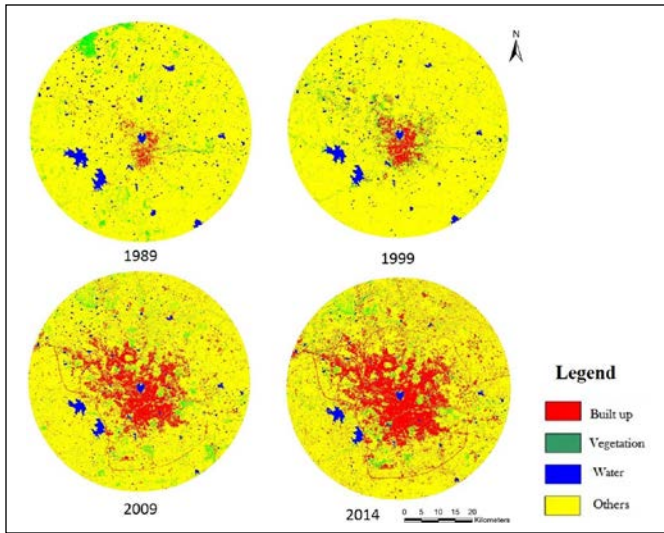 N
1989
1999
2009
2014
0 5 10 15 20
Kilometers
Legend
Built up
Vegetation
Water
Others